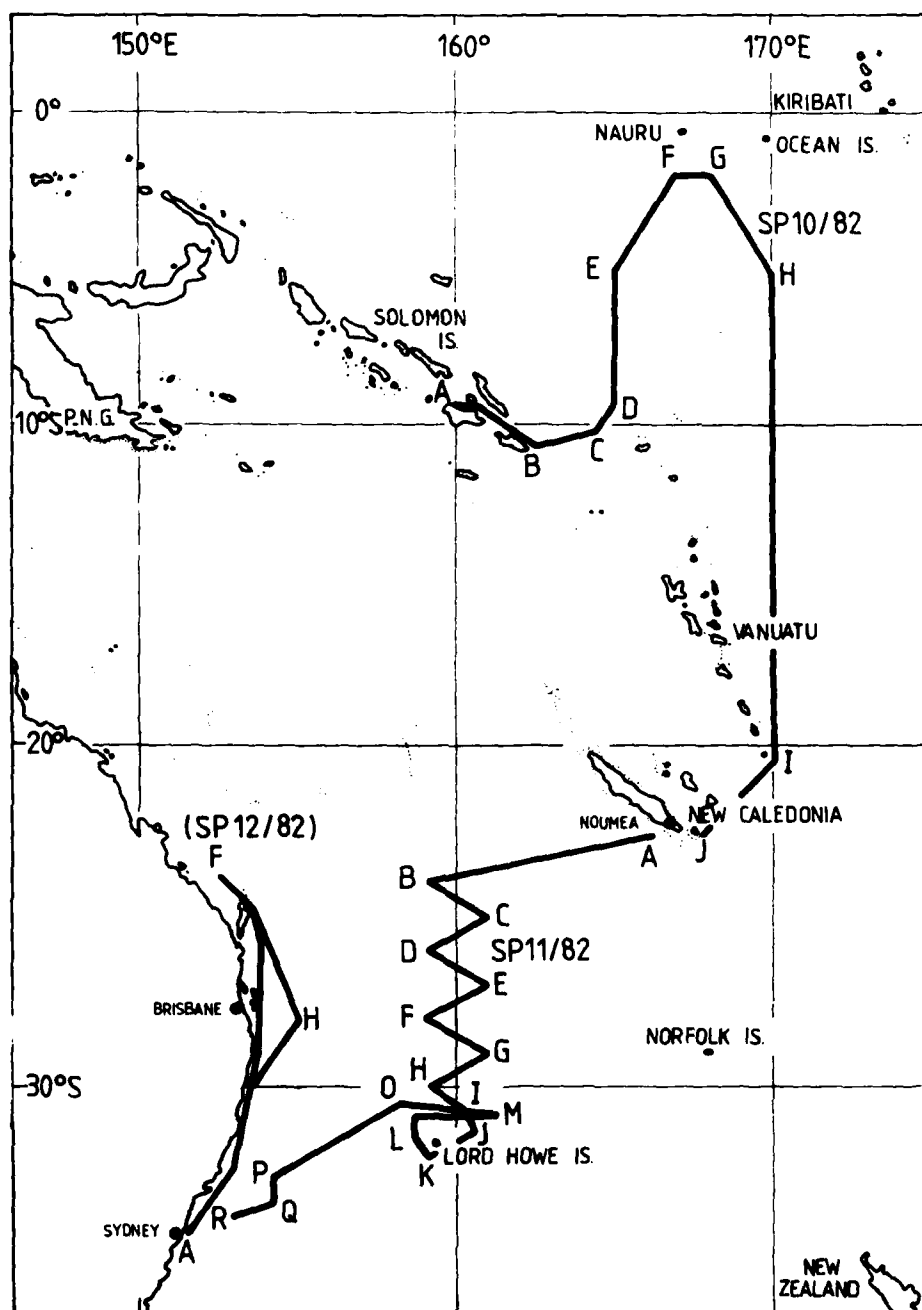 150° 160° 170°
0°
KIRIBATI
NAURU
OCEAN IS.
F G
SP10/82
E H
SOLOMON
IS.
A
D
10°S P.N.G.
C
B
VANUATU
20°
I
(SP12/82)
NEW CALEDONIA
NOUMEA
A J
F
B
C
D SP11/82
E
BRISBANE
H F
NORFOLK IS.
G
H
30°S
O I
M
L J
LORD HOWE IS.
K
P
Q
R
SYDNEY
A
NEW
ZEALAND